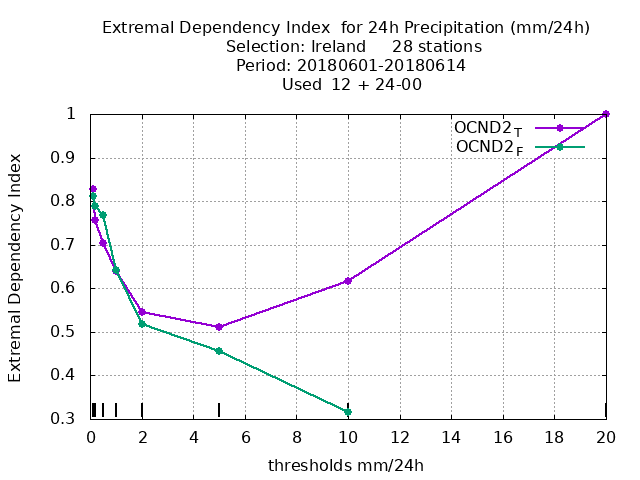 Extremal Dependency Index  for 24h Precipitation (mm/24h)
Selection: Ireland     28 stations
Period: 20180601-20180614
Used  12 + 24-00
Extremal Dependency Index
1
0.9
0.8
0.7
0.6
0.5
0.4
0.3
OCND2T
OCND2F
0 2 4 6 8 10 12 14 16 18 20
thresholds mm/24h